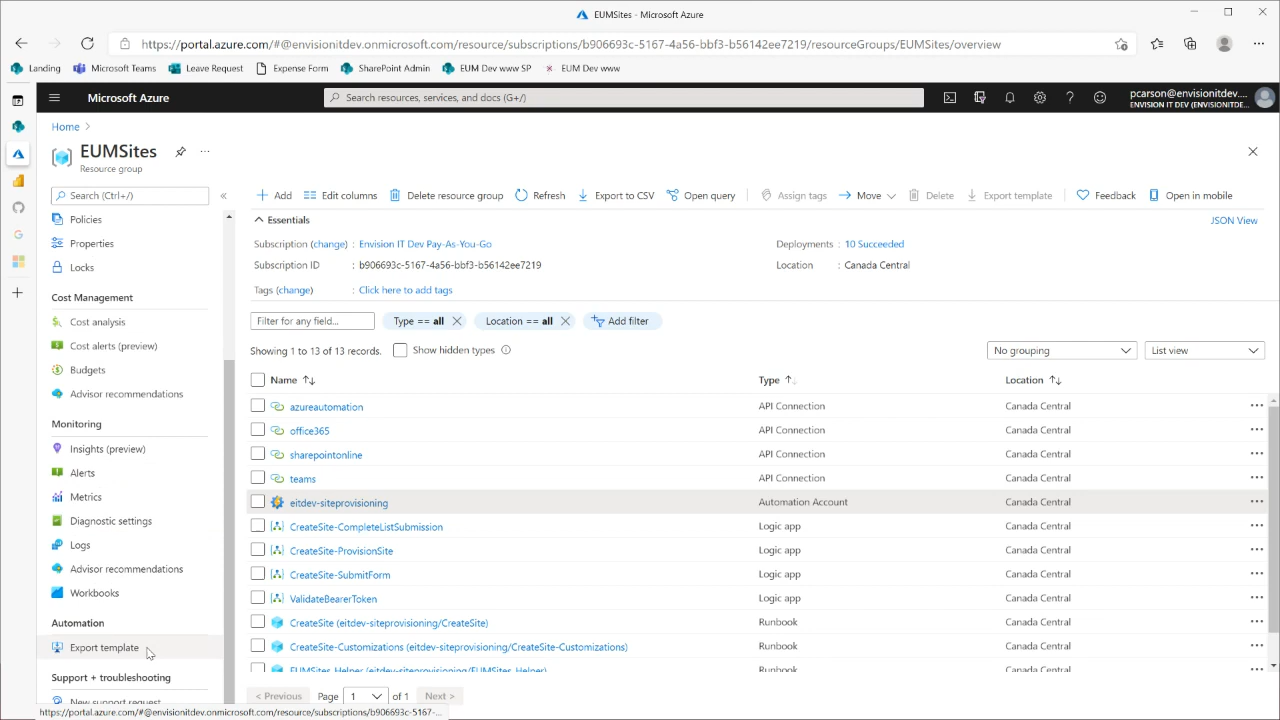 EUMSites - Microsoft Azure
https://portal.azure.com/#@envisionitdev.onmicrosoft.com/resource/subscriptions/b906693c-5167-4a56-bbf3-b56142ee7219/resourceGroups/EUMSites/overview
Landing Microsoft Teams Leave Request Expense Form SharePoint Admin EUM Dev www SP EUM Dev www
Microsoft Azure
Search resources, services, and docs (G+/)
pcarson@envisionitdev....
ENVISION IT DEV (ENVISIONITDE...
Home >
EUMSites
Resource group
Search (Ctrl+/)
Policies
Properties
Locks
Cost Management
Cost analysis
Cost alerts (preview)
Budgets
Advisor recommendations
Monitoring
Insights (preview)
Alerts
Metrics
Diagnostic settings
Logs
Advisor recommendations
Workbooks
Automation
Export template
Support + troubleshooting
New support request
Add Edit columns Delete resource group Refresh Export to CSV Open query Assign tags Move Delete Export template Feedback Open in mobile
Essentials JSON View
Subscription (change) : Envision IT Dev Pay-As-You-Go Deployments : 10 Succeeded
Subscription ID : b906693c-5167-4a56-bbf3-b56142ee7219 Location : Canada Central
Tags (change) : Click here to add tags
Filter for any field... Type == all Location == all Add filter
Showing 1 to 13 of 13 records. Show hidden types No grouping List view
Name Type Location
azureautomation API Connection Canada Central ...
office365 API Connection Canada Central ...
sharepointonline API Connection Canada Central ...
teams API Connection Canada Central ...
eitdev-siteprovisioning Automation Account Canada Central ...
CreateSite-CompleteListSubmission Logic app Canada Central ...
CreateSite-ProvisionSite Logic app Canada Central ...
CreateSite-SubmitForm Logic app Canada Central ...
ValidateBearerToken Logic app Canada Central ...
CreateSite (eitdev-siteprovisioning/CreateSite) Runbook Canada Central ...
CreateSite-Customizations (eitdev-siteprovisioning/CreateSite-Customizations) Runbook Canada Central ...
EUMSites_Helper (eitdev-siteprovisioning/EUMSites_Helper) Runbook Canada Central ...
< Previous Page 1 of 1 Next >
https://portal.azure.com/#@envisionitdev.onmicrosoft.com/resource/subscriptions/b906693c-5167-4...